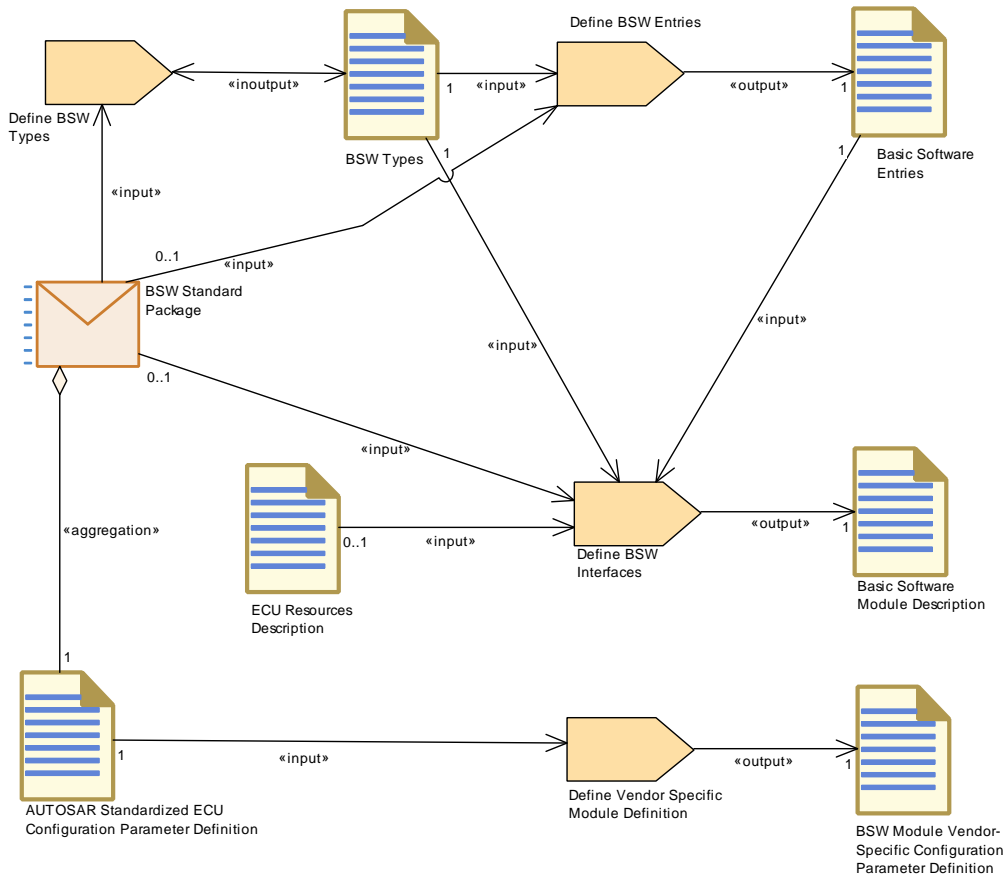 Define BSW Entries
«inoutput»
1
«input»
«output»
1
Define BSW
Types
BSW Types
1
1
Basic Software
Entries
«input»
0..1
«input»
BSW Standard
Package
«input»
«input»
0..1
«input»
«aggregation»
0..1
«input»
«output»
1
Define BSW
Interfaces
Basic Software
Module Description
ECU Resources
Description
1
1
«input»
«output»
1
AUTOSAR Standardized ECU
Configuration Parameter Definition
Define Vendor Specific
Module Definition
BSW Module Vendor-
Specific Configuration
Parameter Definition